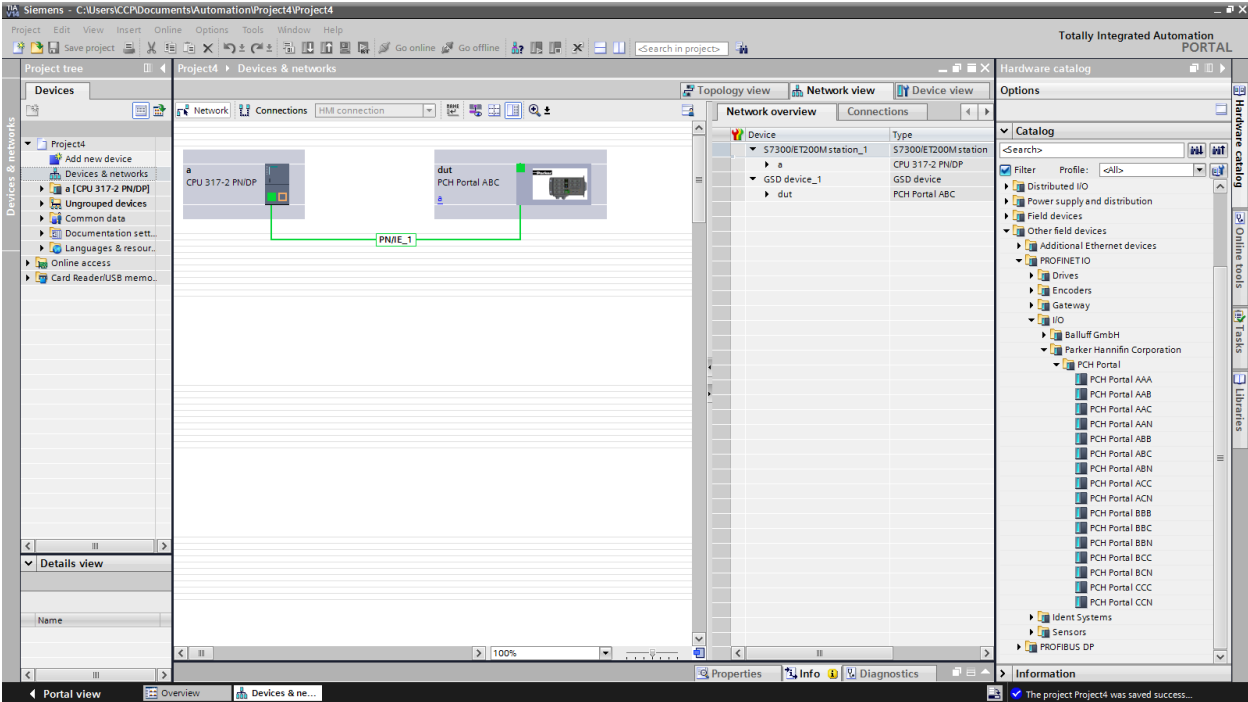 Siemens - C:\Users\CCP\Documents\Automation\Project4\Project4
Project Edit View Insert Online Options Tools Window Help
Totally Integrated Automation
PORTAL
Save project Go online Go offline <Search in project>
Project tree
Project4 Devices & networks
Hardware catalog
Devices
Topology view Network view Device view
Options
Network Connections HMI connection
Network overview Connections
Catalog
<Search>
Filter Profile: <All>
Devices & networks
Project4
Add new device
Devices & networks
a [CPU 317-2 PN/DP]
Ungrouped devices
Common data
Documentation sett...
Languages & resour..
Online access
Card Reader/USB memo..
a
CPU 317-2 PN/DP
dut
PCH Portal ABC
a
PN/IE_1
Device Type
S7300/ET200M station_1 S7300/ET200M station
a CPU 317-2 PN/DP
GSD device_1 GSD device
dut PCH Portal ABC
Distributed I/O
Power supply and distribution
Field devices
Other field devices
Additional Ethernet devices
PROFINET IO
Drives
Encoders
Gateway
I/O
Balluff GmbH
Parker Hannifin Corporation
PCH Portal
PCH Portal AAA
PCH Portal AAB
PCH Portal AAC
PCH Portal AAN
PCH Portal ABB
PCH Portal ABC
PCH Portal ABN
PCH Portal ACC
PCH Portal ACN
PCH Portal BBB
PCH Portal BBC
PCH Portal BBN
PCH Portal BCC
PCH Portal BCN
PCH Portal CCC
PCH Portal CCN
Ident Systems
Sensors
PROFIBUS DP
Hardware catalog
Online tools
Tasks
Libraries
Details view
Name
100%
Properties Info Diagnostics
Information
Portal view Overview Devices & ne...
The project Project4 was saved success...